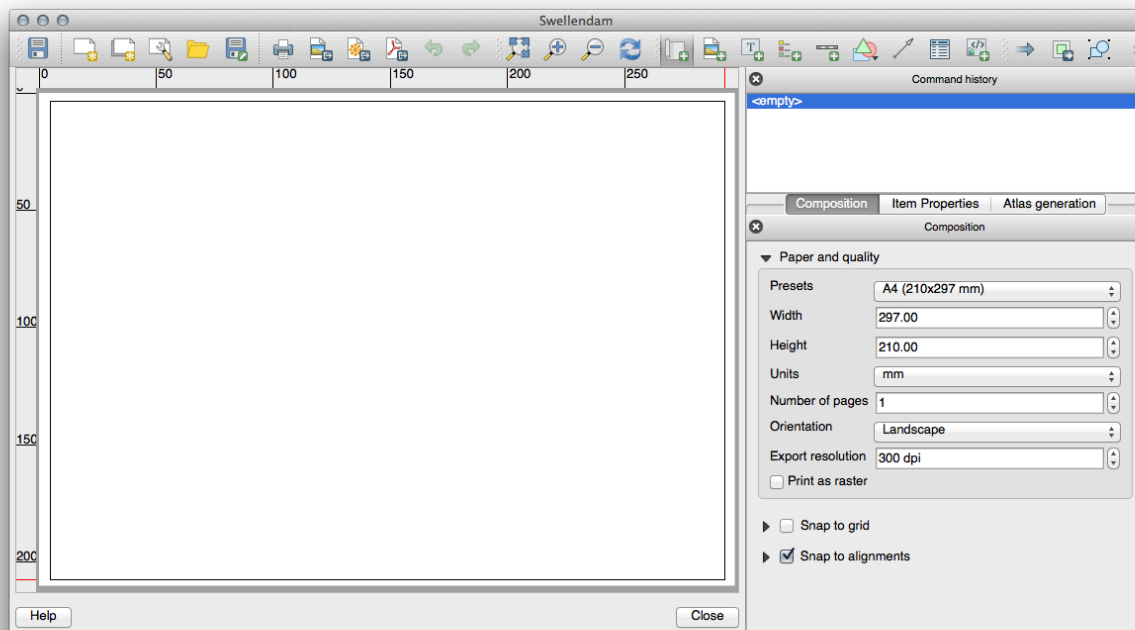 Swellendam
0 50 100 150 200 250
Command history
<empty>
50
Composition Item Properties Atlas generation
Composition
Paper and quality
Presets A4 (210x297 mm)
Width 297.00
100
Height 210.00
Units mm
Number of pages 1
Orientation Landscape
150
Export resolution 300 dpi
Print as raster
Snap to grid
200
Snap to alignments
Help Close